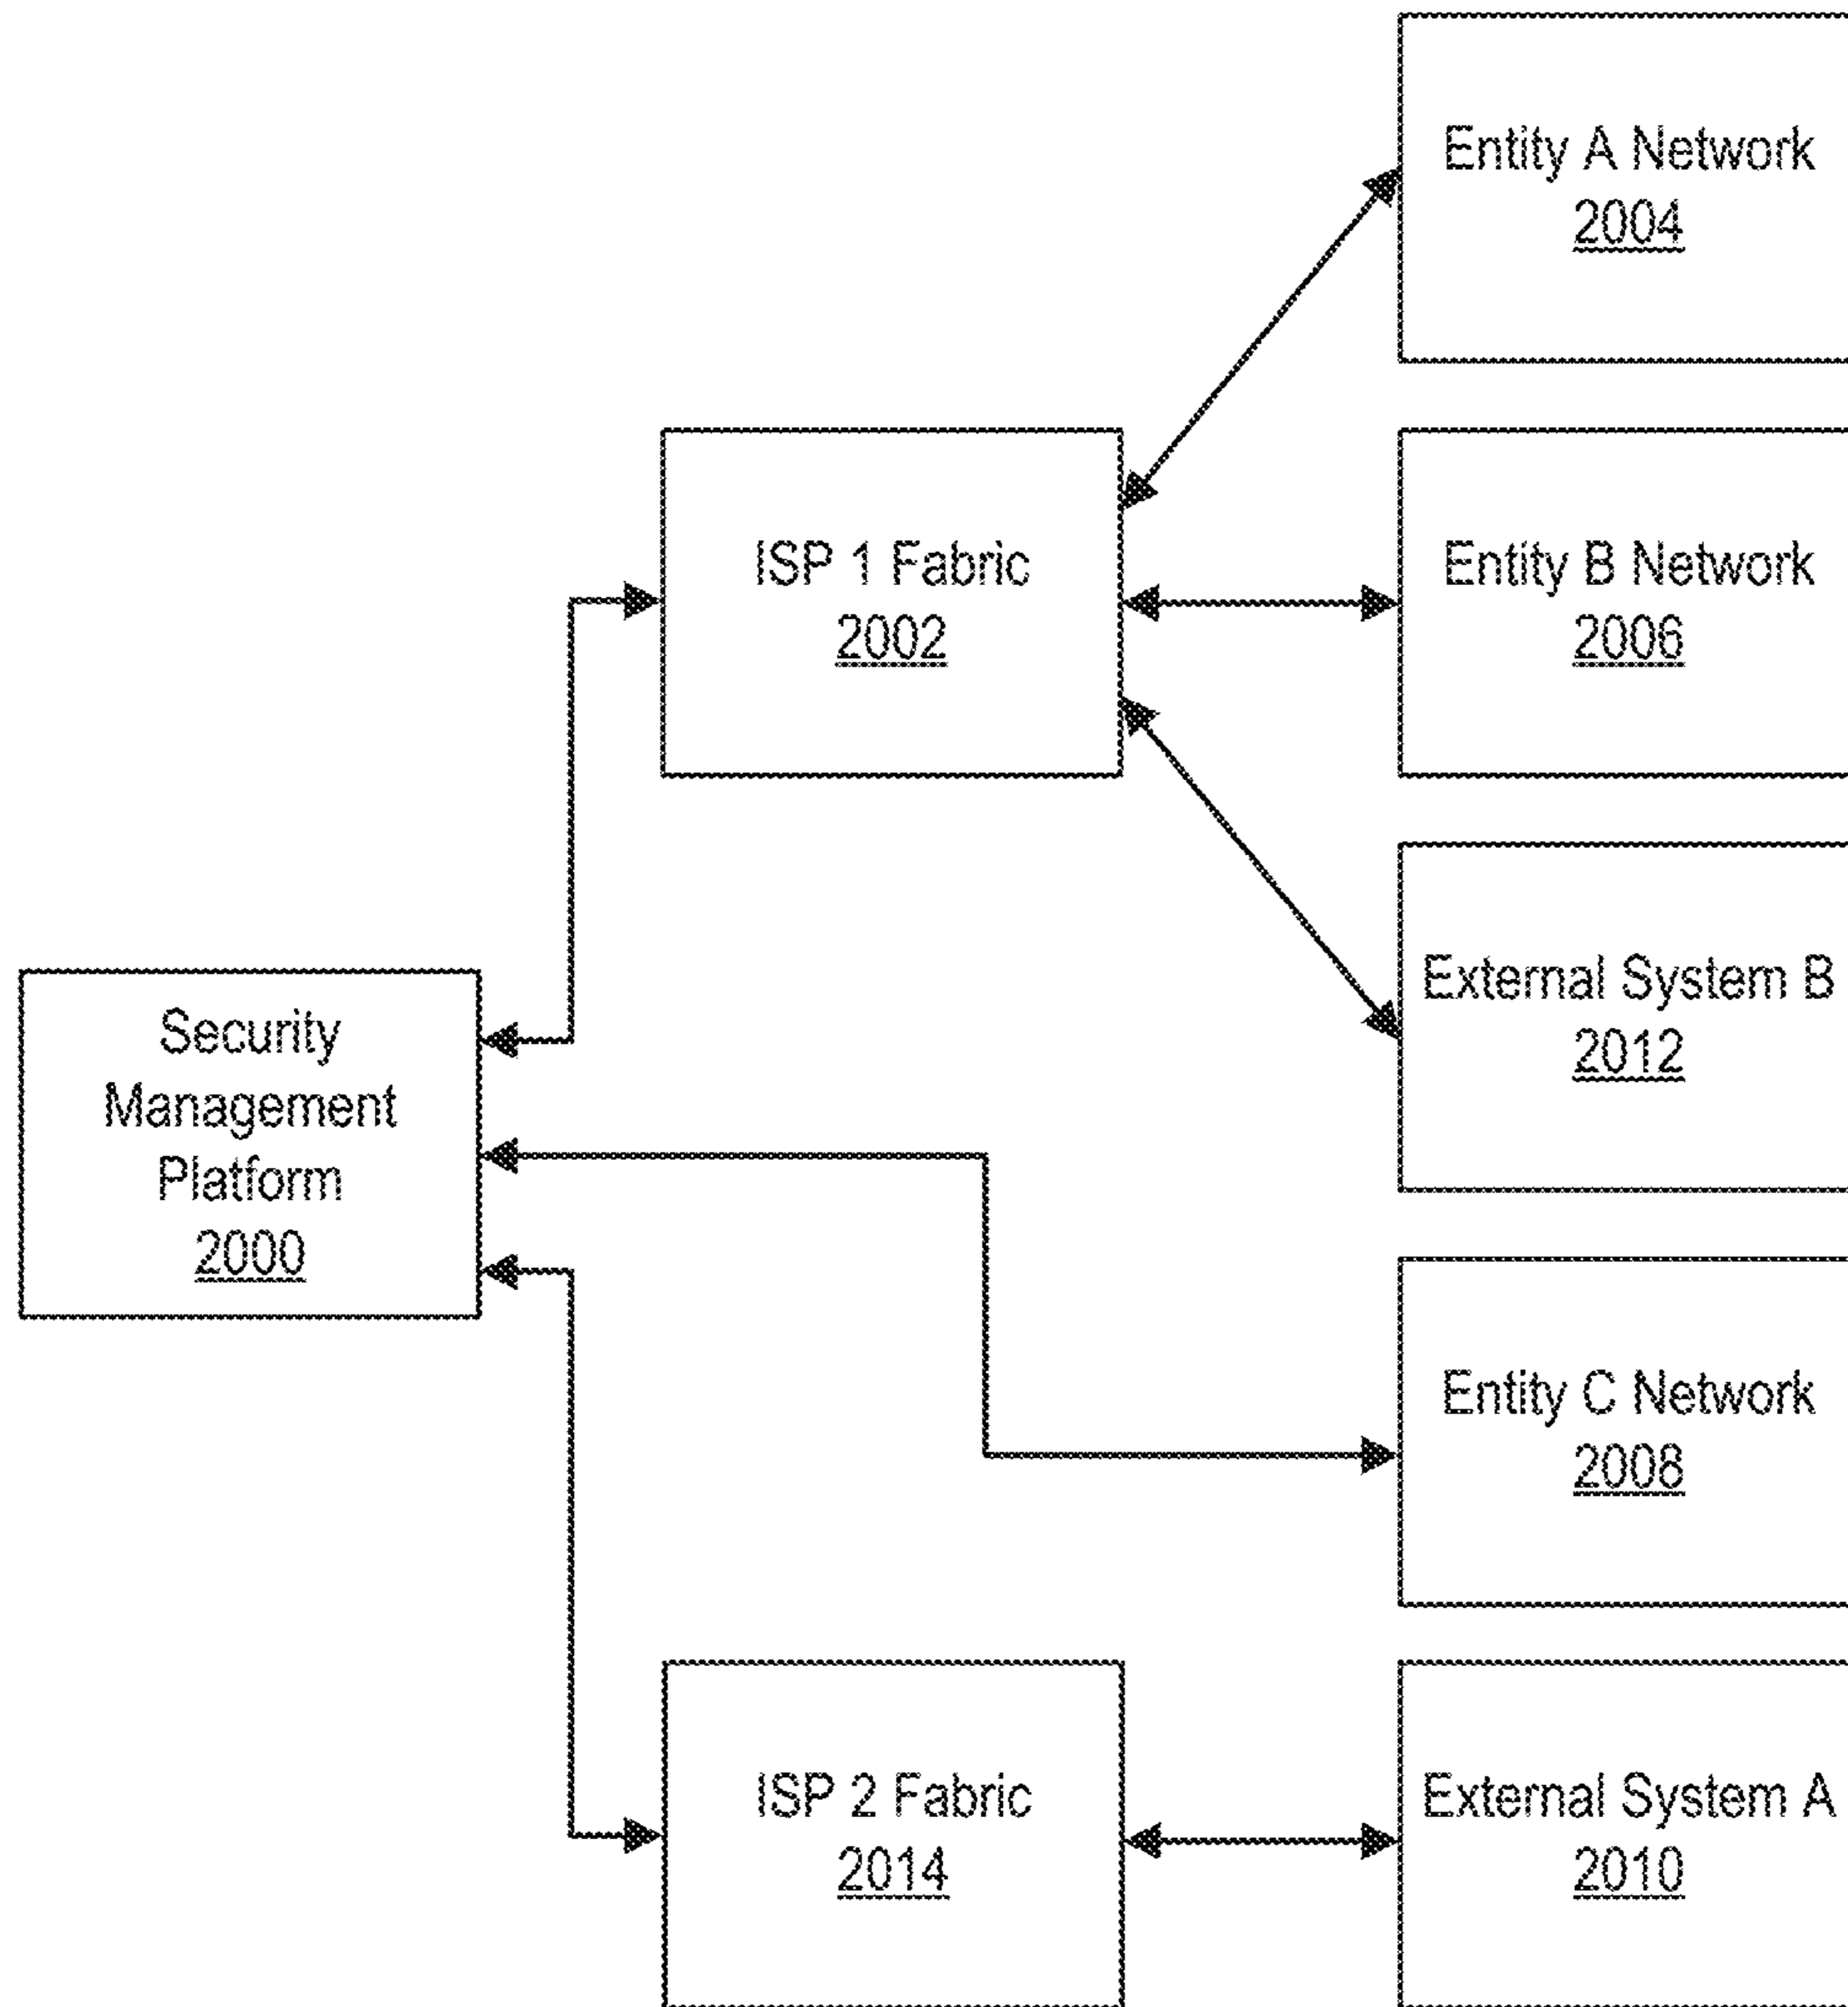 Entity A Network
2004
ISP 1 Fabric
2002
Entity B Network
2006
External System B
2012
Security
Management
Platform
2000
Entity C Network
2008
ISP 2 Fabric
2014
External System A
2010